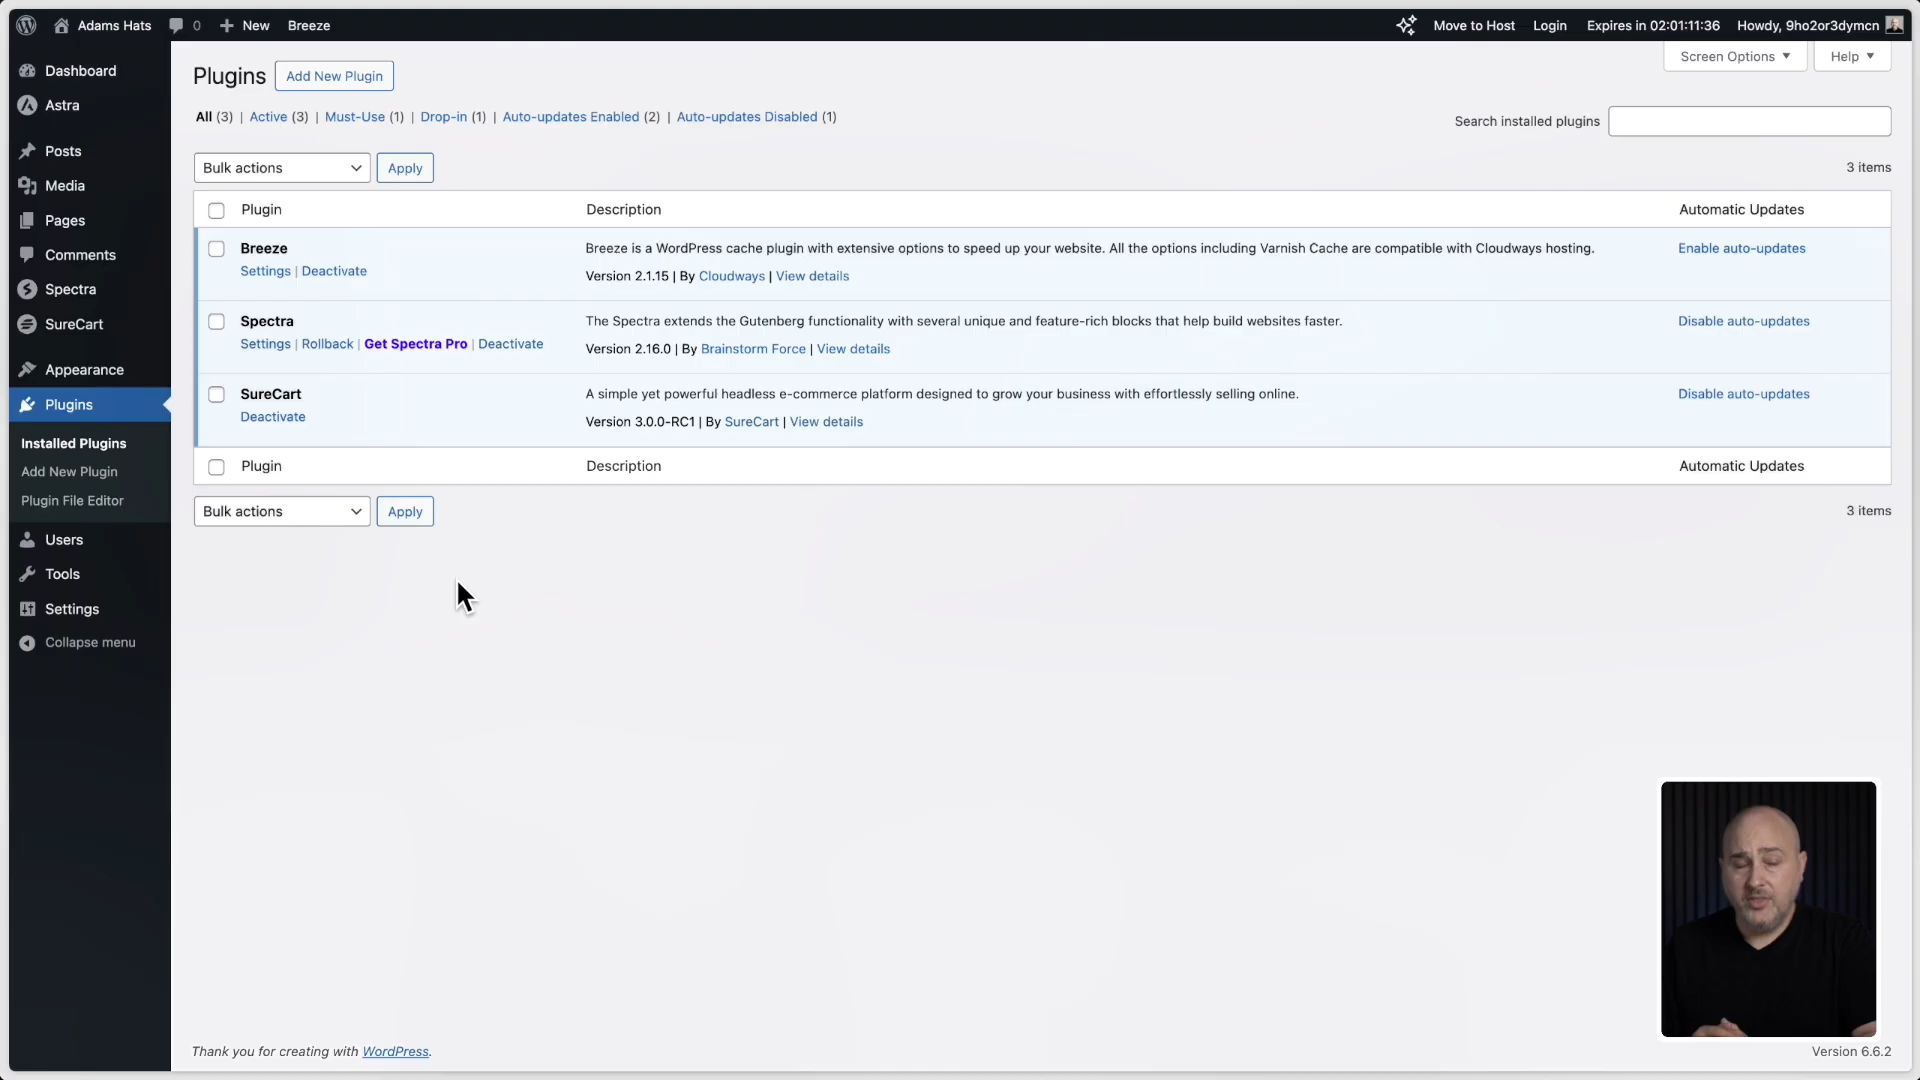 Adams Hats 0 New Breeze Move to Host Login Expires in 02:01:11:36 Howdy, 9ho2or3dymcn
Dashboard
Astra
Posts
Media
Pages
Comments
Spectra
SureCart
Appearance
Plugins
Installed Plugins
Add New Plugin
Plugin File Editor
Users
Tools
Settings
Collapse menu
Screen Options Help
Plugins Add New Plugin
All (3) | Active (3) | Must-Use (1) | Drop-in (1) | Auto-updates Enabled (2) | Auto-updates Disabled (1)
Search installed plugins
Bulk actions Apply 3 items
Plugin Description Automatic Updates
Breeze Breeze is a WordPress cache plugin with extensive options to speed up your website. All the options including Varnish Cache are compatible with Cloudways hosting. Enable auto-updates
Settings | Deactivate Version 2.1.15 | By Cloudways | View details
Spectra The Spectra extends the Gutenberg functionality with several unique and feature-rich blocks that help build websites faster. Disable auto-updates
Settings | Rollback | Get Spectra Pro | Deactivate Version 2.16.0 | By Brainstorm Force | View details
SureCart A simple yet powerful headless e-commerce platform designed to grow your business with effortlessly selling online. Disable auto-updates
Deactivate Version 3.0.0-RC1 | By SureCart | View details
Plugin Description Automatic Updates
Bulk actions Apply 3 items
Thank you for creating with WordPress. Version 6.6.2